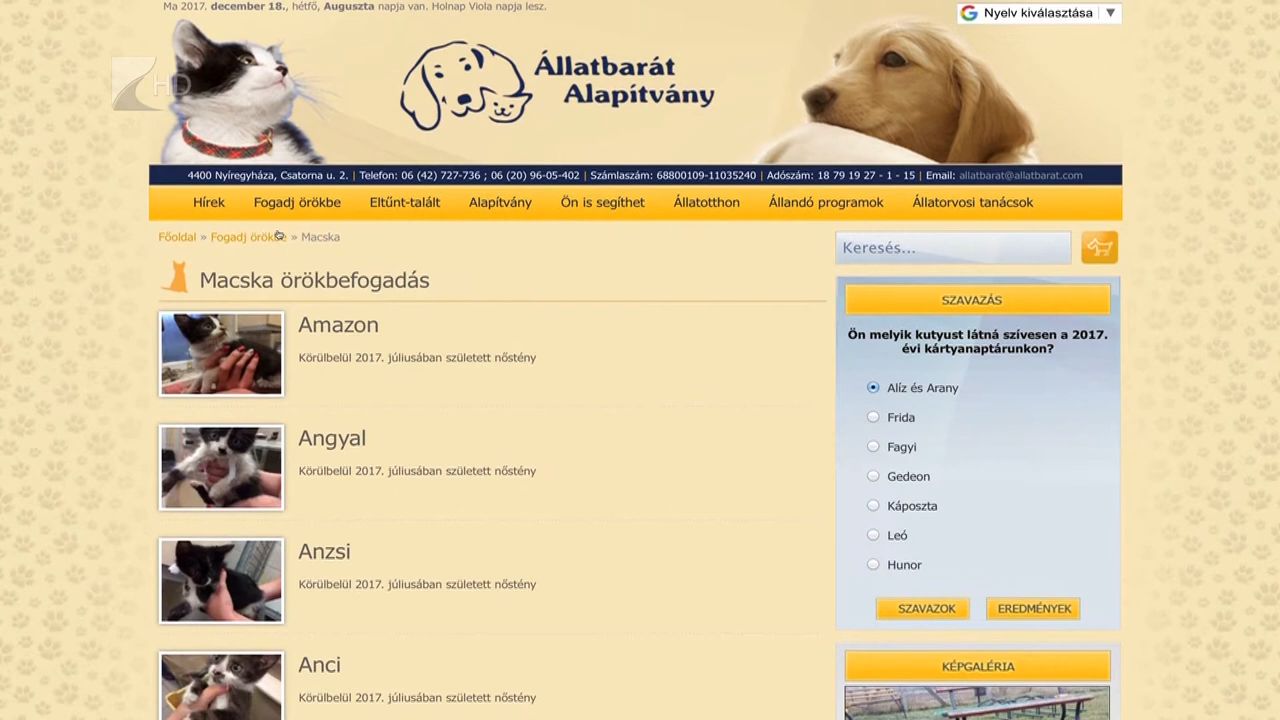 Ma 2017. december 18., hétfő, Auguszta napja van. Holnap Viola napja lesz.
Nyelv kiválasztása
HD
Állatbarát
Alapítvány
4400 Nyíregyháza, Csatorna u. 2. | Telefon: 06 (42) 727-736 ; 06 (20) 96-05-402 | Számlaszám: 68800109-11035240 | Adószám: 18 79 19 27 - 1 - 15 | Email: allatbarat@allatbarat.com
Hírek Fogadj örökbe Eltűnt-talált Alapítvány Ön is segíthet Állatotthon Állandó programok Állatorvosi tanácsok
Főoldal » Fogadj örökbe » Macska
Keresés...
Macska örökbefogadás
Amazon
Körülbelül 2017. júliusában született nőstény
Angyal
Körülbelül 2017. júliusában született nőstény
Anzsi
Körülbelül 2017. júliusában született nőstény
Anci
Körülbelül 2017. júliusában született nőstény
SZAVAZÁS
Ön melyik kutyust látná szívesen a 2017.
évi kártyanaptárunkon?
Alíz és Arany
Frida
Fagyi
Gedeon
Káposzta
Leó
Hunor
SZAVAZOK EREDMÉNYEK
KÉPGALÉRIA